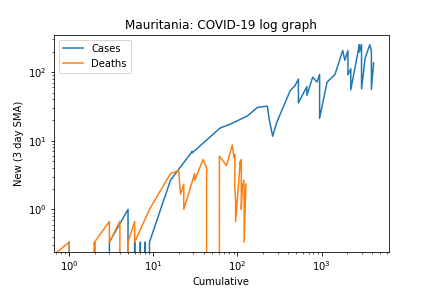 Mauritania: COVID-19 log graph
Cases
Deaths
New (3 day SMA)
10²
10¹
10⁰
10⁰ 10¹ 10² 10³
Cumulative